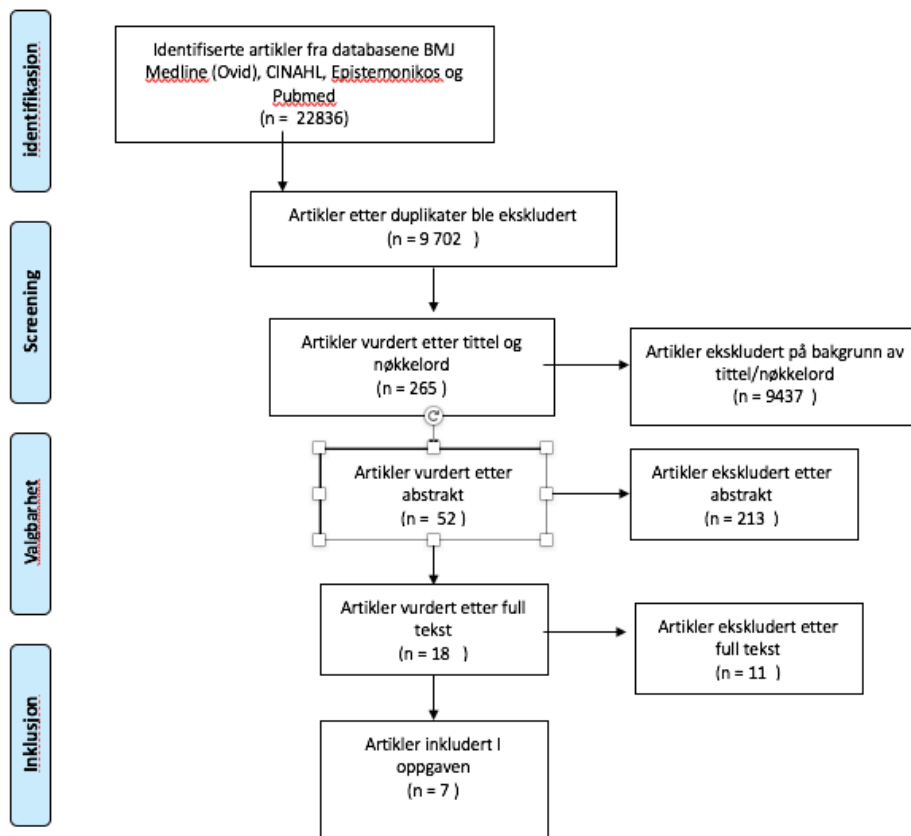 identifikasjon
Identifiserte artikler fra databasene BMJ
Medline (Ovid), CINAHL, Epistemonikos og
Pubmed
(n = 22836)
Artikler etter duplikater ble ekskludert
(n = 9 702 )
Screening
Artikler vurdert etter tittel og
nøkkelord
(n = 265 )
Artikler ekskludert på bakgrunn av
tittel/nøkkelord
(n = 9437 )
Valgbarhet
Artikler vurdert etter
abstrakt
(n = 52 )
Artikler ekskludert etter
abstrakt
(n = 213 )
Artikler vurdert etter full
tekst
(n = 18 )
Artikler ekskludert etter
full tekst
(n = 11 )
Inklusjon
Artikler inkludert I
oppgaven
(n = 7 )